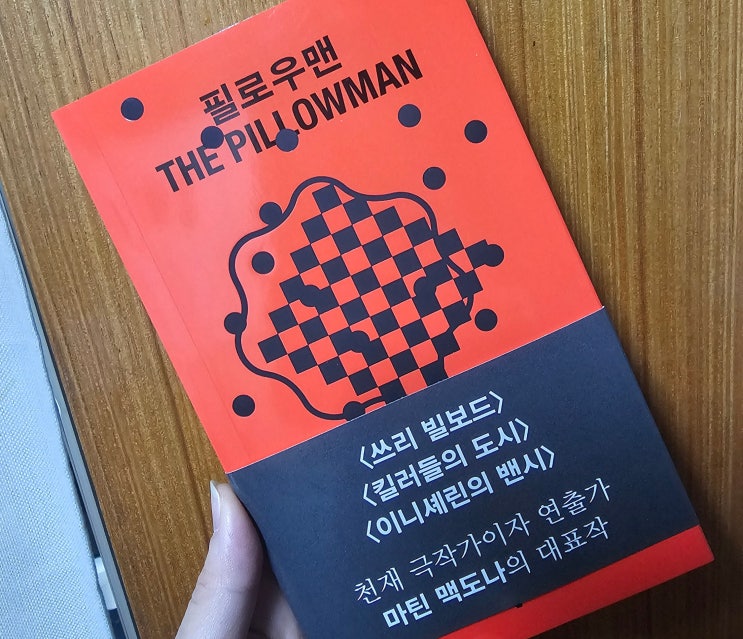 필로우맨
THE PILLOWMAN
<쓰리 빌보드>
<킬러들의 도시>
<이니셰린의 밴시>
천재 극작가이자 연출가
마틴 맥도나의 대표작